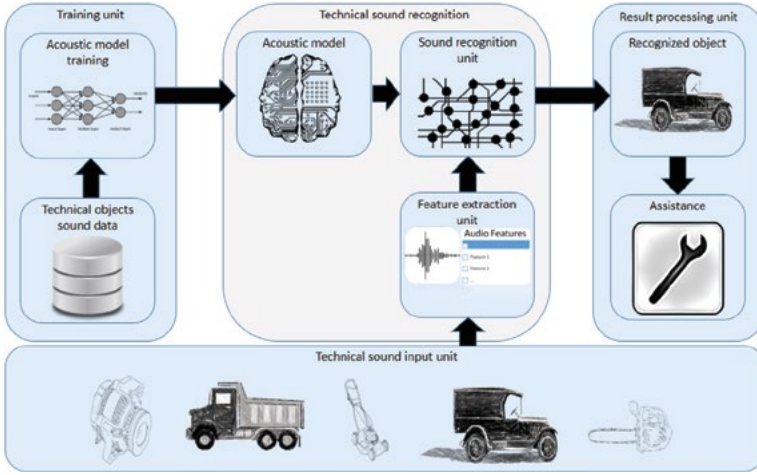 Training unit
Acoustic model
training
Technical objects
sound data
Technical sound recognition
Acoustic model
Sound recognition
unit
Feature extraction
unit
Audio Features
Feature 1
Feature 2
...
Result processing unit
Recognized object
Assistance
Technical sound input unit